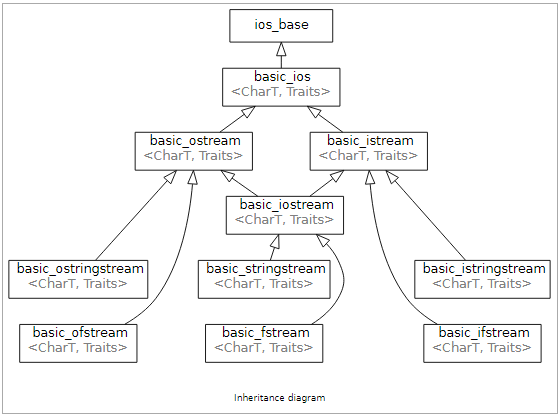 ios_base
basic_ios
<CharT, Traits>
basic_ostream
<CharT, Traits>
basic_istream
<CharT, Traits>
basic_iostream
<CharT, Traits>
basic_ostringstream
<CharT, Traits>
basic_stringstream
<CharT, Traits>
basic_istringstream
<CharT, Traits>
basic_ofstream
<CharT, Traits>
basic_fstream
<CharT, Traits>
basic_ifstream
<CharT, Traits>
Inheritance diagram